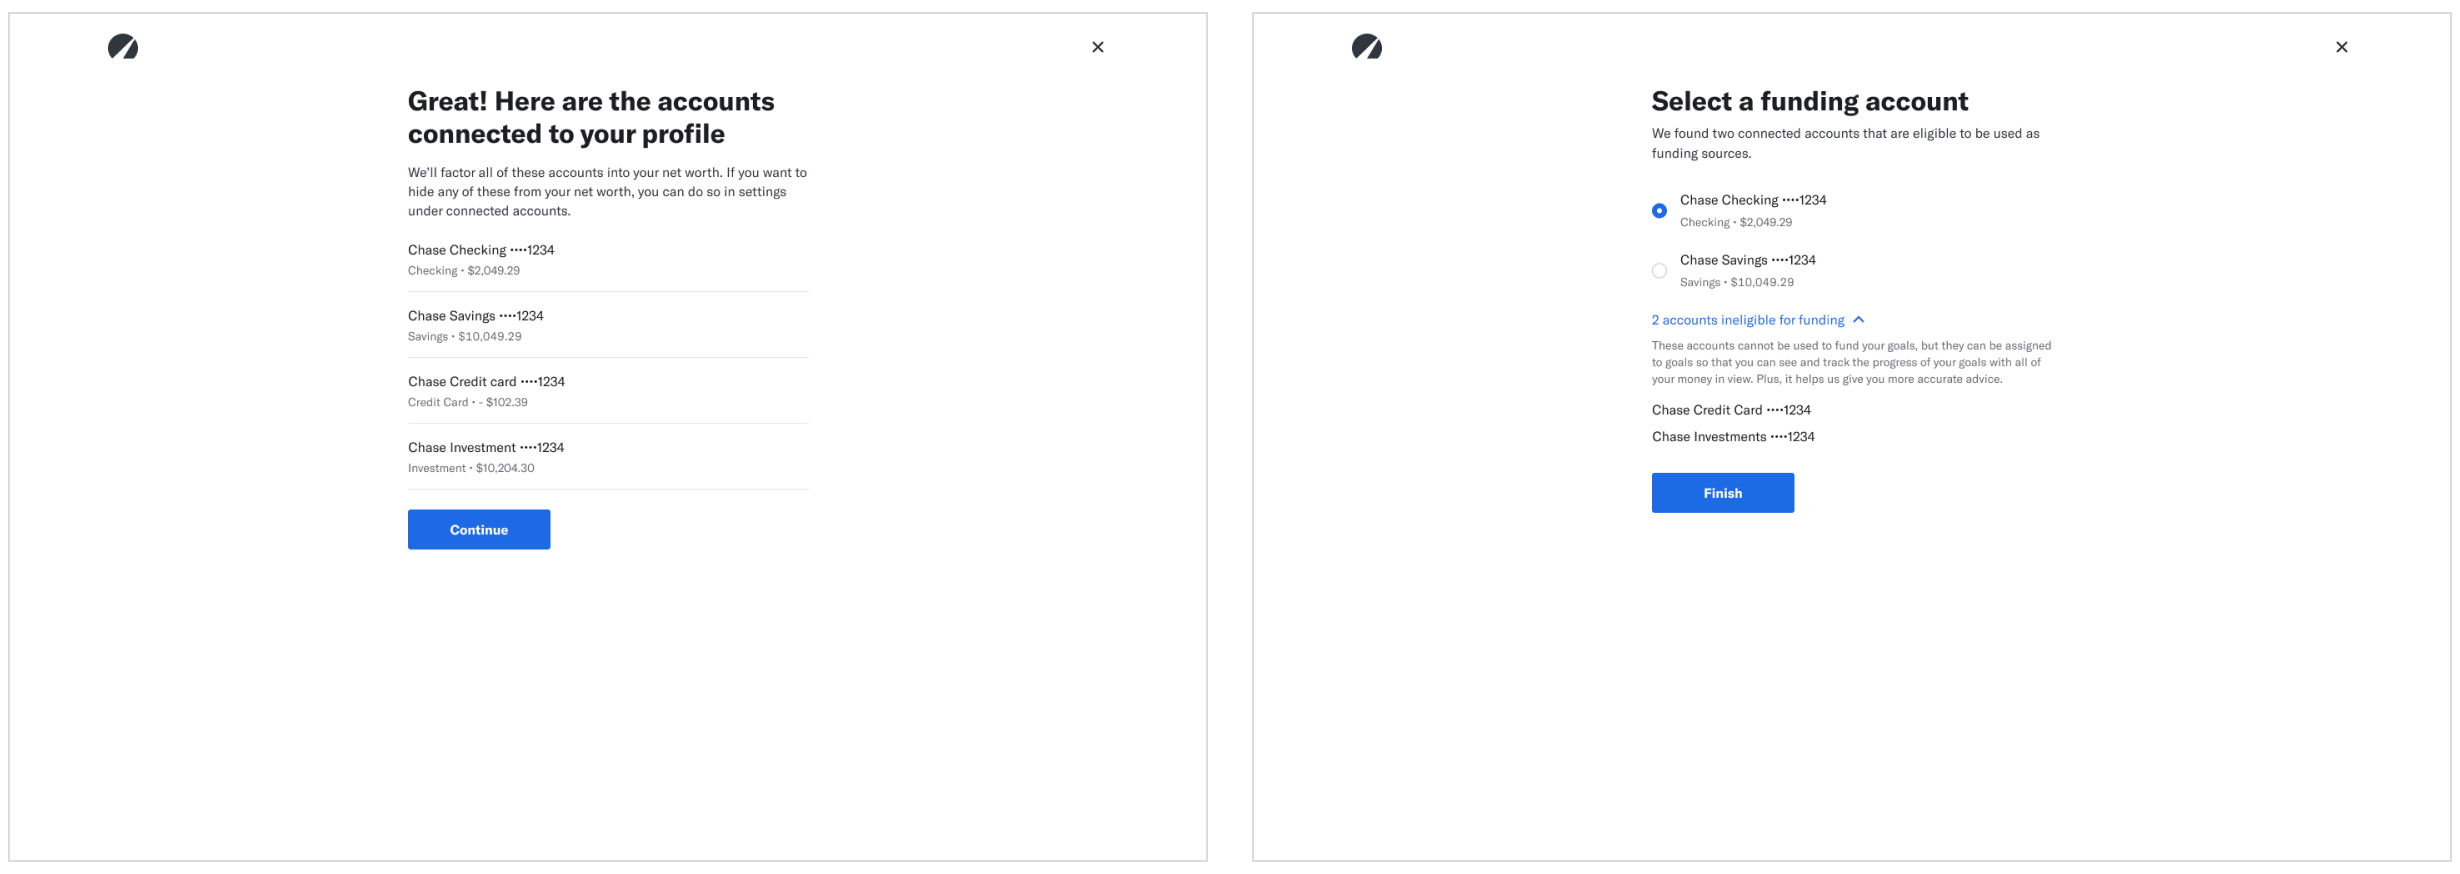 Great! Here are the accounts
connected to your profile
We'll factor all of these accounts into your net worth. If you want to
hide any of these from your net worth, you can do so in settings
under connected accounts.
Chase Checking ••••1234
Checking • $2,049.29
Chase Savings ••••1234
Savings • $10,049.29
Chase Credit card ••••1234
Credit Card • - $102.39
Chase Investment ••••1234
Investment • $10,204.30
Continue
Select a funding account
We found two connected accounts that are eligible to be used as
funding sources.
Chase Checking ••••1234
Checking • $2,049.29
Chase Savings ••••1234
Savings • $10,049.29
2 accounts ineligible for funding
These accounts cannot be used to fund your goals, but they can be assigned
to goals so that you can see and track the progress of your goals with all of
your money in view. Plus, it helps us give you more accurate advice.
Chase Credit Card ••••1234
Chase Investments ••••1234
Finish